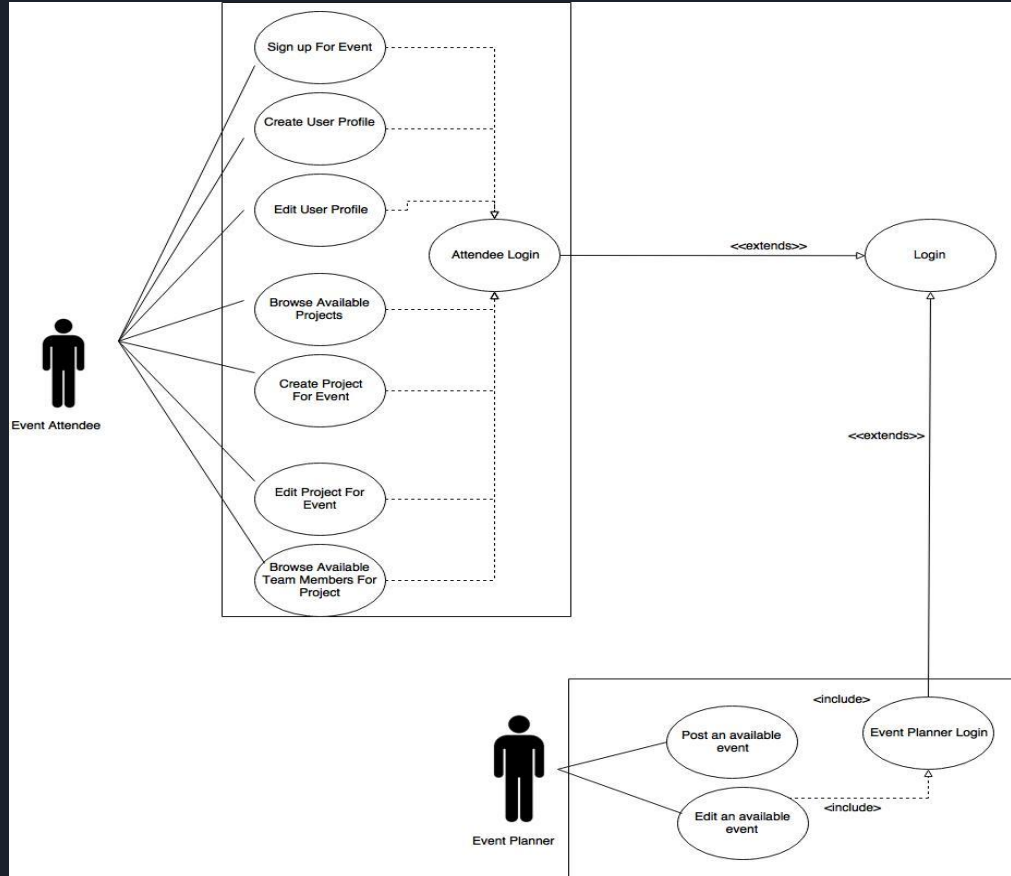 Sign up For Event
Create User Profile
Edit User Profile
Attendee Login
<<extends>>
Login
Browse Available
Projects
Create Project
For Event
Event Attendee
<<extends>>
Edit Project For
Event
Browse Available
Team Members For
Project
<include>
Post an available
event
Event Planner Login
<include>
Edit an available
event
Event Planner